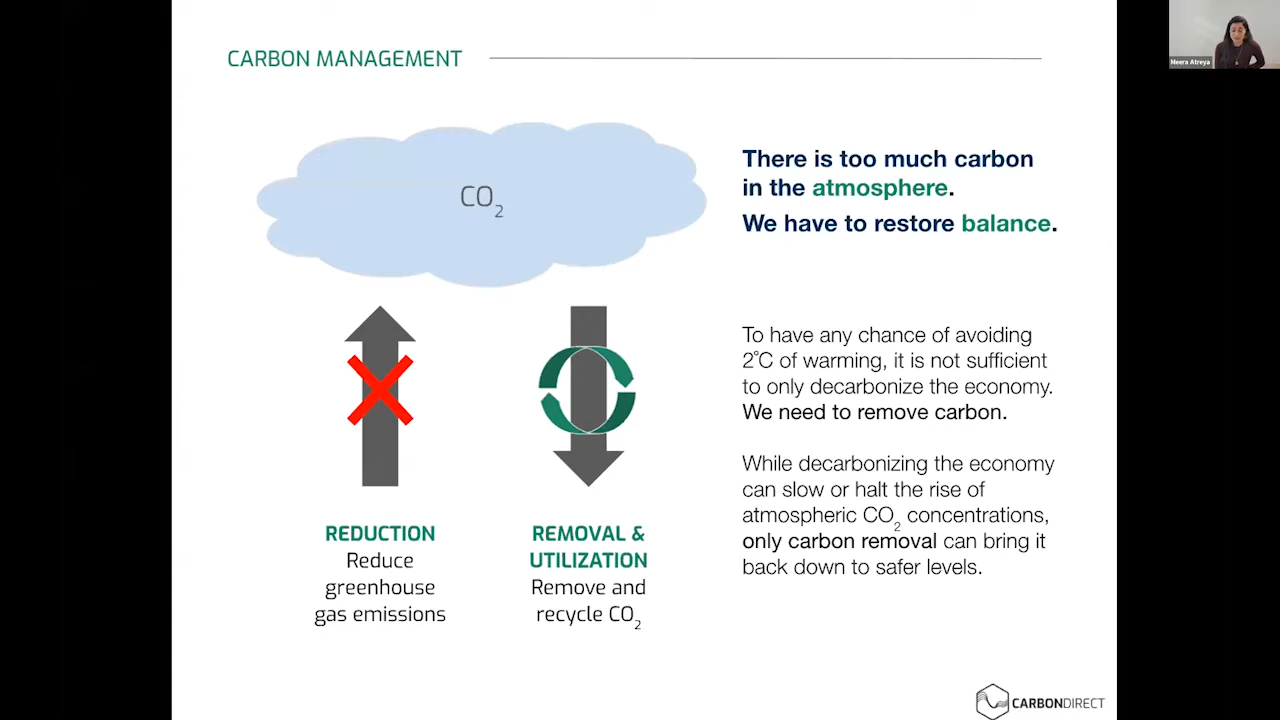 CARBON MANAGEMENT
Meera Atreya
CO₂
There is too much carbon
in the atmosphere.
We have to restore balance.
To have any chance of avoiding
2°C of warming, it is not sufficient
to only decarbonize the economy.
We need to remove carbon.
While decarbonizing the economy
can slow or halt the rise of
atmospheric CO₂ concentrations,
only carbon removal can bring it
back down to safer levels.
REDUCTION
Reduce
greenhouse
gas emissions
REMOVAL &
UTILIZATION
Remove and
recycle CO₂
CARBONDIRECT